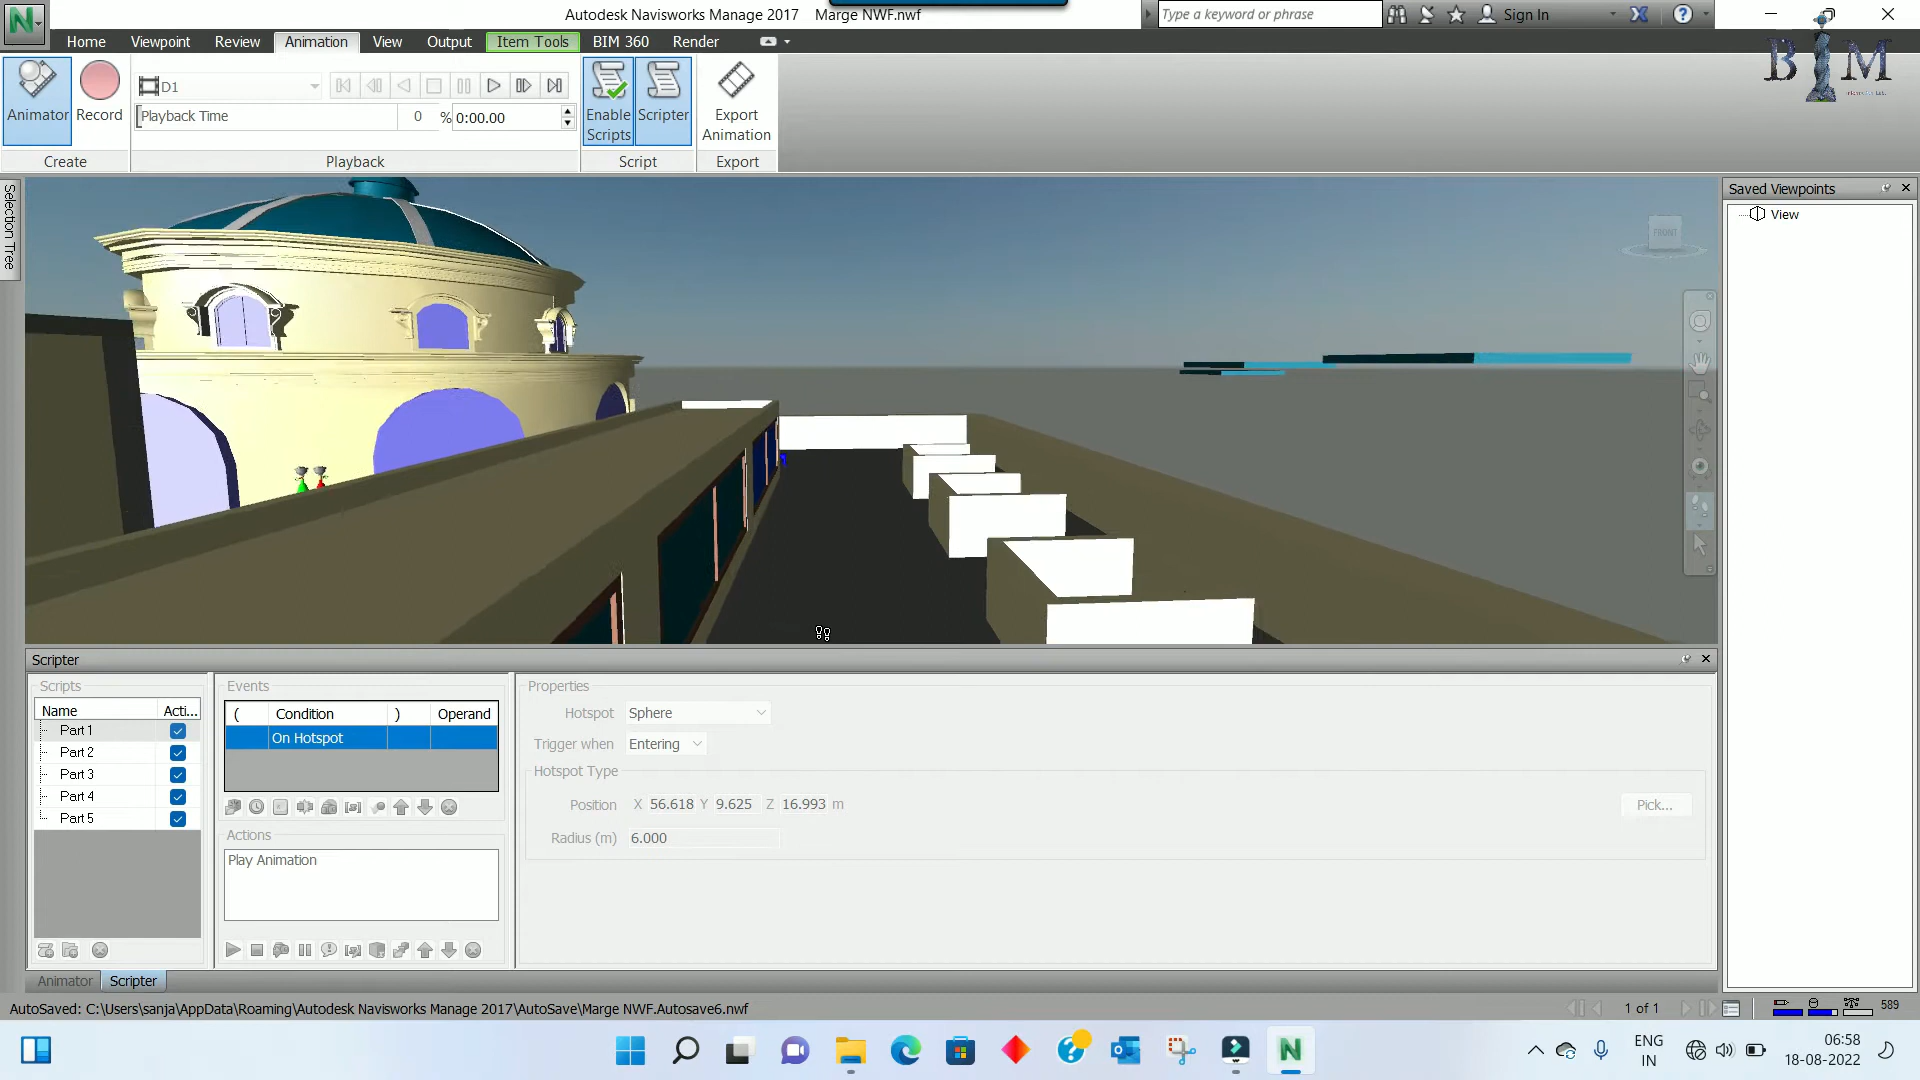 Autodesk Navisworks Manage 2017 Marge NWF.nwf
Type a keyword or phrase
Sign In
Home Viewpoint Review Animation View Output Item Tools BIM 360 Render
BIM
Animator
Record
D1
Playback Time 0 % 0:00.00
Enable Scripts
Scripter
Export Animation
Create Playback Script Export
Selection Tree
FRONT
Saved Viewpoints
View
Scripter
Scripts
Name Acti...
Part 1
Part 2
Part 3
Part 4
Part 5
Events
( Condition ) Operand
On Hotspot
Actions
Play Animation
Properties
Hotspot Sphere
Trigger when Entering
Hotspot Type
Position X 56.618 Y 9.625 Z 16.993 m
Pick...
Radius (m) 6.000
Animator Scripter
AutoSaved: C:\Users\sanja\AppData\Roaming\Autodesk Navisworks Manage 2017\AutoSave\Marge NWF.Autosave6.nwf
1 of 1
589
ENG
IN
06:58
18-08-2022